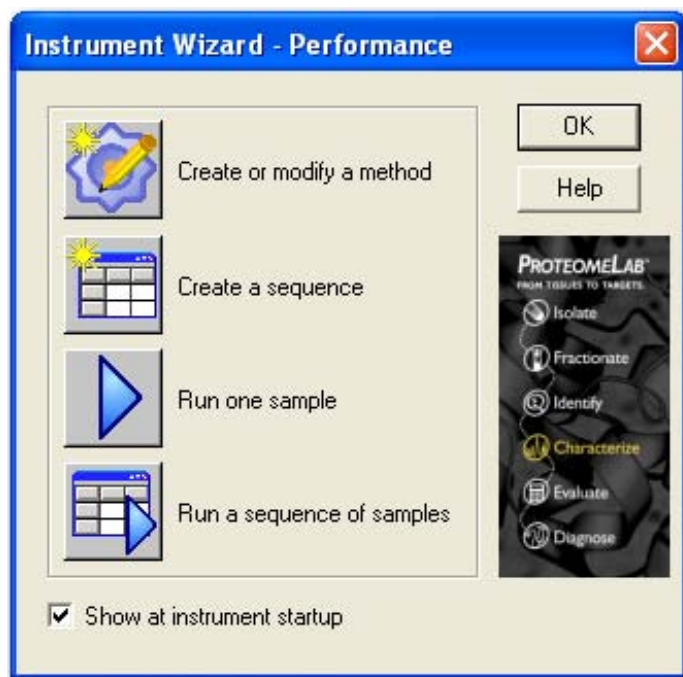 Instrument Wizard - Performance
Create or modify a method
Create a sequence
Run one sample
Run a sequence of samples
Show at instrument startup
OK
Help
PROTEOMELAB™
FROM TISSUES TO TARGETS.
Isolate
Fractionate
Identify
Characterize
Evaluate
Diagnose